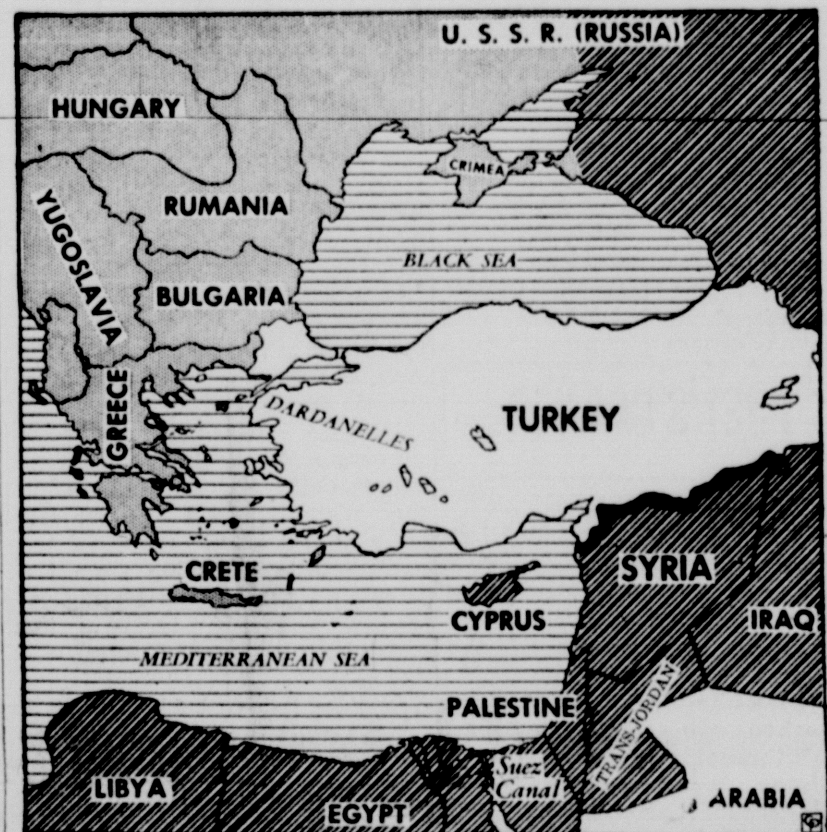 U. S. S. R. (RUSSIA)
HUNGARY
CRIMEA
RUMANIA
YUGOSLAVIA
BLACK SEA
BULGARIA
GREECE
DARDANELLES
TURKEY
CRETE
SYRIA
CYPRUS
IRAQ
MEDITERRANEAN SEA
PALESTINE
TRANS-JORDAN
Suez
Canal
LIBYA
ARABIA
EGYPT